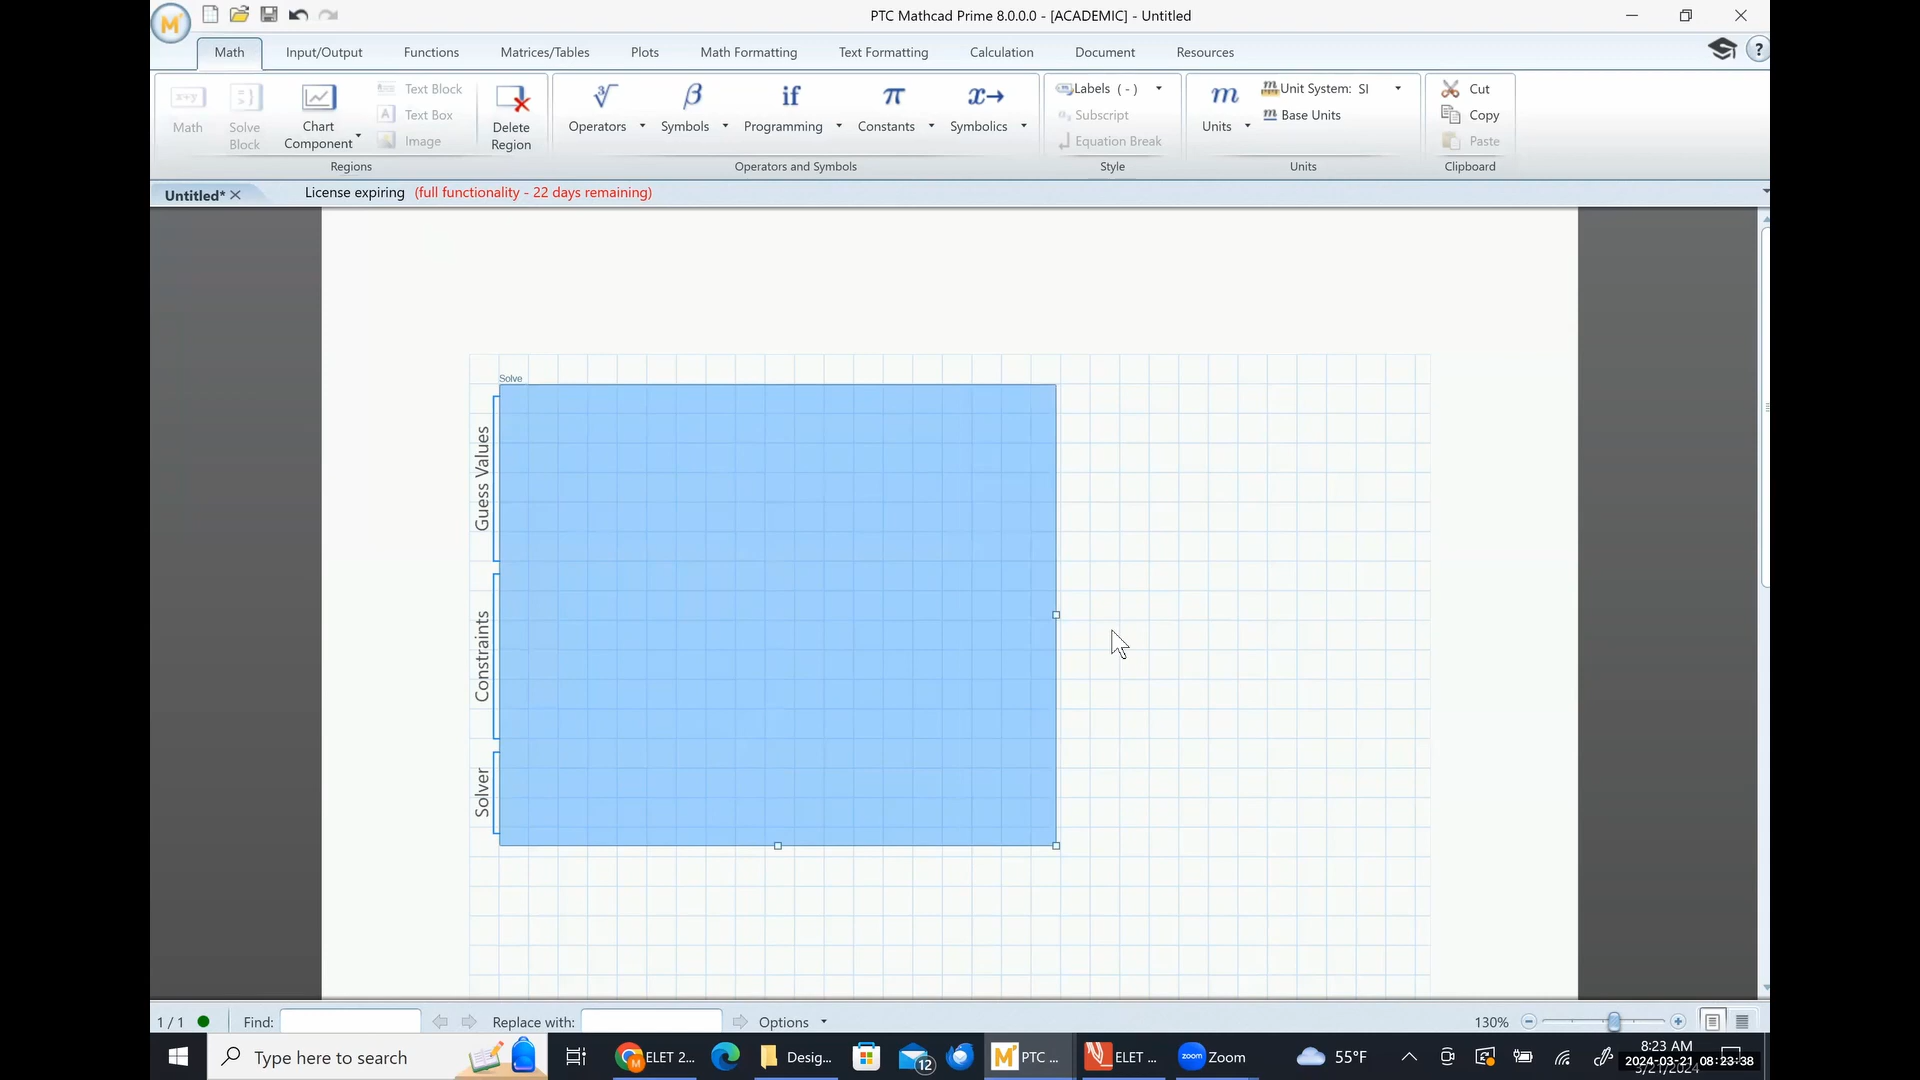 PTC Mathcad Prime 8.0.0.0 - [ACADEMIC] - Untitled
Math Input/Output Functions Matrices/Tables Plots Math Formatting Text Formatting Calculation Document Resources
Math
Solve
Block
Chart
Component
Text Block
Text Box
Image
Delete
Region
Regions
Operators
Symbols
if
Programming
Constants
Symbolics
Operators and Symbols
Labels ( - )
Subscript
Equation Break
Style
Units
Unit System: SI
Base Units
Units
Cut
Copy
Paste
Clipboard
Untitled* License expiring (full functionality - 22 days remaining)
Solve
Guess Values
Constraints
Solver
1 / 1 Find: Replace with: Options 130%
Type here to search ELET 2... Desig... 12 PTC ... ELET ... zoom Zoom 55°F
8:23 AM
2024-03-21 08:23:38
3/21/2024